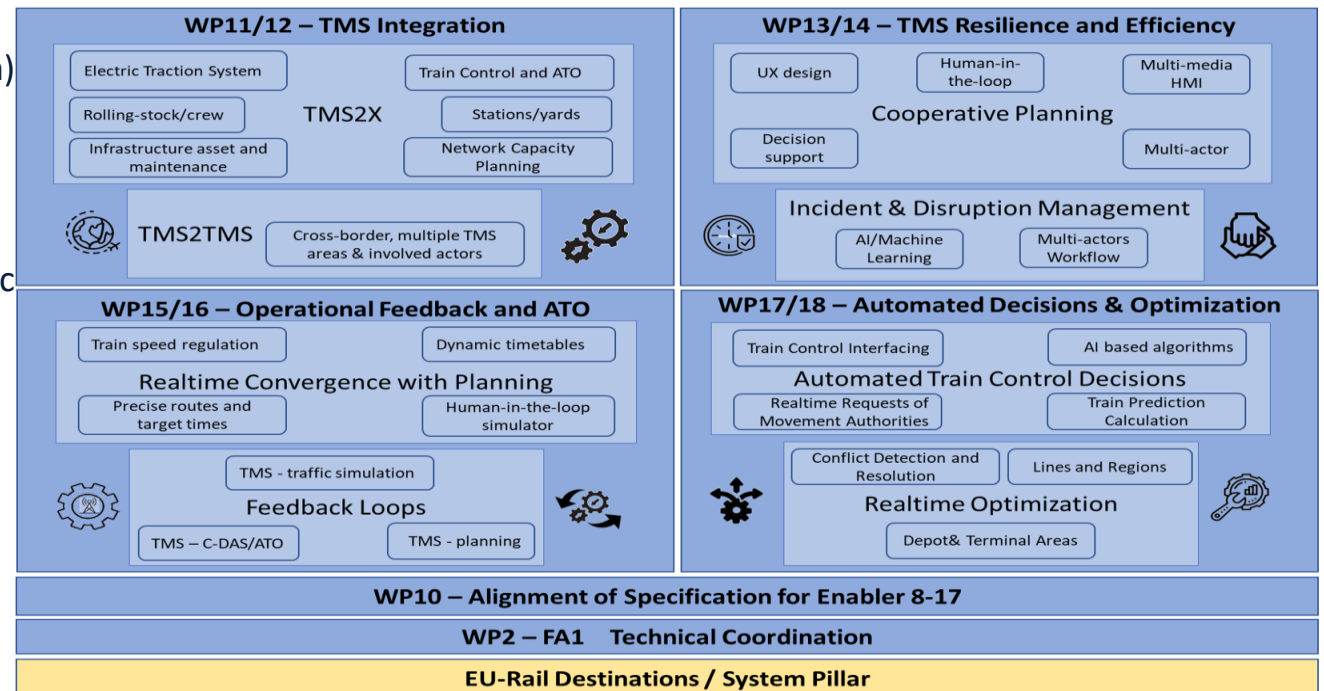 WP11/12 – TMS Integration
Electric Traction System
Train Control and ATO
Rolling-stock/crew
TMS2X
Stations/yards
Infrastructure asset and
maintenance
Network Capacity
Planning
TMS2TMS
Cross-border, multiple TMS
areas & involved actors
WP13/14 – TMS Resilience and Efficiency
UX design
Human-in-
the-loop
Multi-media
HMI
Cooperative Planning
Decision
support
Multi-actor
Incident & Disruption Management
AI/Machine
Learning
Multi-actors
Workflow
n)
c
WP15/16 – Operational Feedback and ATO
Train speed regulation
Dynamic timetables
Realtime Convergence with Planning
Precise routes and
target times
Human-in-the-loop
simulator
TMS - traffic simulation
Feedback Loops
TMS – C-DAS/ATO
TMS - planning
WP17/18 – Automated Decisions & Optimization
Train Control Interfacing
AI based algorithms
Automated Train Control Decisions
Realtime Requests of
Movement Authorities
Train Prediction
Calculation
Conflict Detection and
Resolution
Lines and Regions
Realtime Optimization
Depot& Terminal Areas
WP10 – Alignment of Specification for Enabler 8-17
WP2 – FA1 Technical Coordination
EU-Rail Destinations / System Pillar